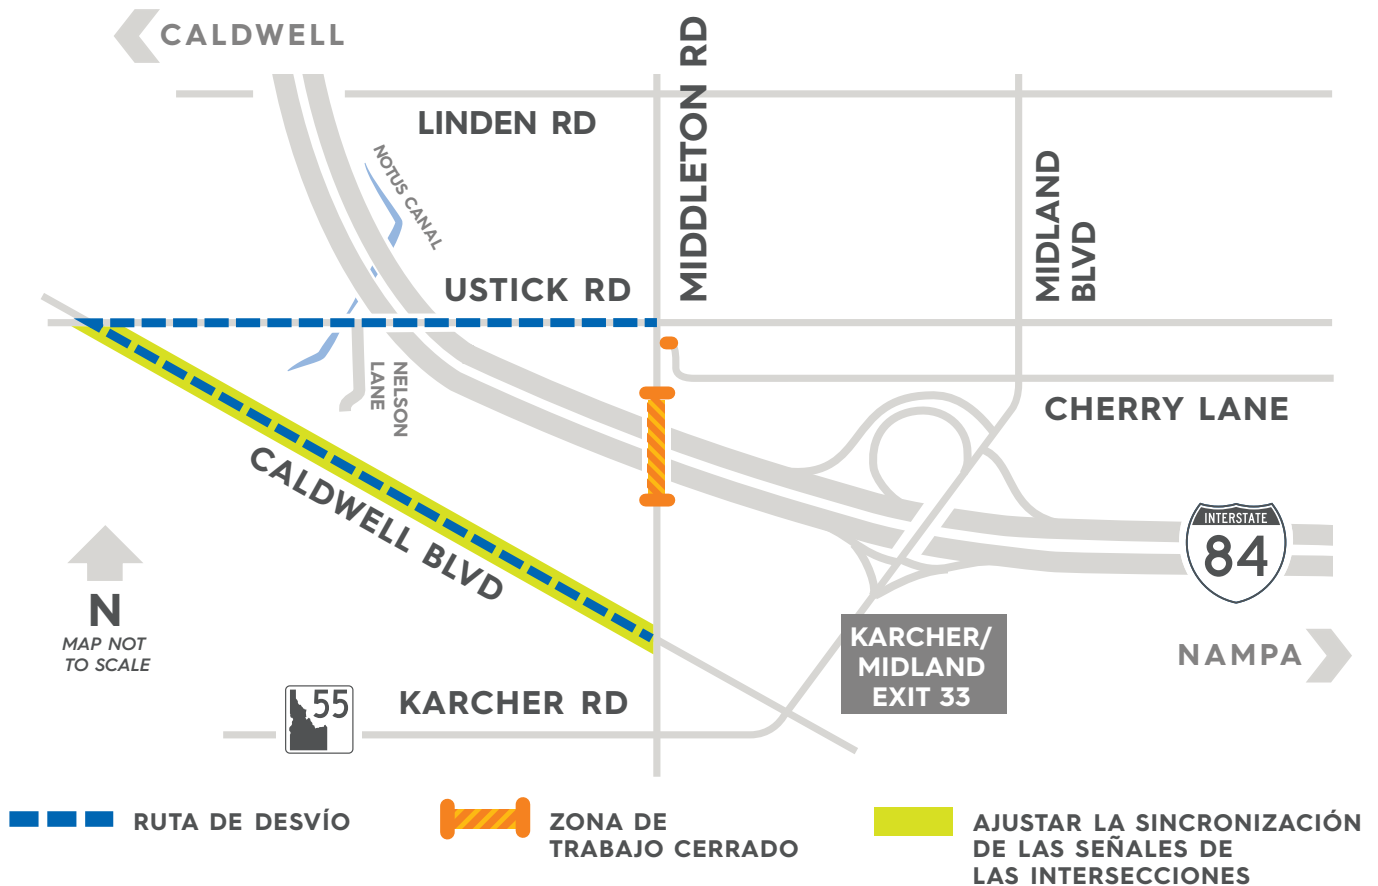 CALDWELL
LINDEN RD
MIDDLETON RD
NOTUS CANAL
MIDLAND
BLVD
USTICK RD
NELSON
LANE
CHERRY LANE
CALDWELL BLVD
INTERSTATE
84
N
MAP NOT
TO SCALE
KARCHER/
MIDLAND
EXIT 33
NAMPA
55
KARCHER RD
RUTA DE DESVÍO
ZONA DE
TRABAJO CERRADO
AJUSTAR LA SINCRONIZACIÓN
DE LAS SEÑALES DE
LAS INTERSECCIONES